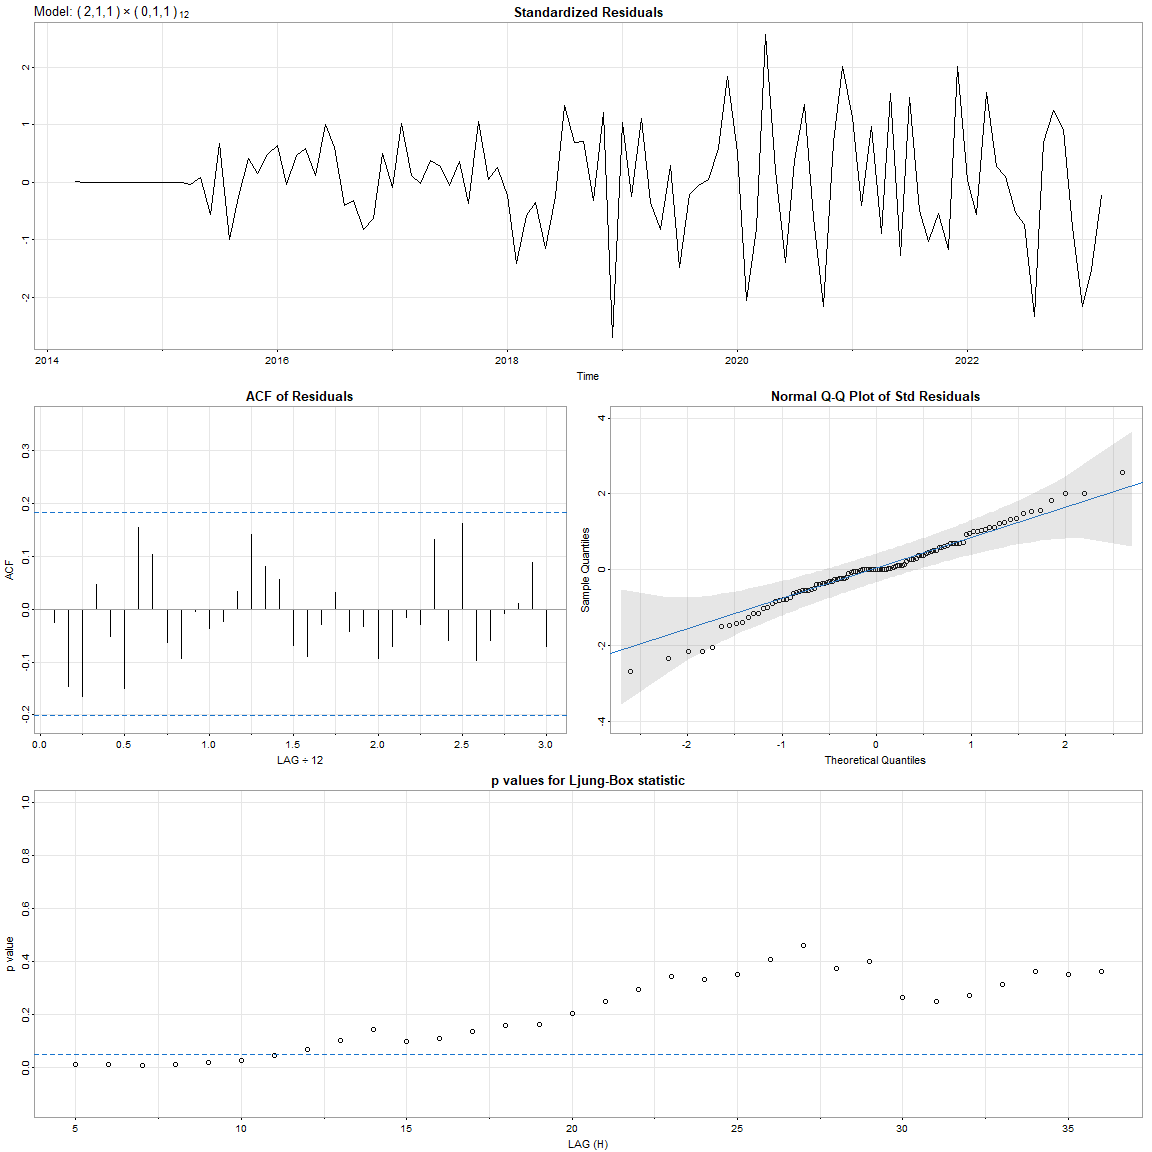 Model: ( 2,1,1 ) × ( 0,1,1 ) 12
Standardized Residuals
2
1
0
-1
-2
2014 2016 2018 2020 2022
Time
ACF of Residuals
0.3
0.2
0.1
0.0
-0.1
-0.2
ACF
0.0 0.5 1.0 1.5 2.0 2.5 3.0
LAG ÷ 12
Normal Q-Q Plot of Std Residuals
4
2
0
-2
-4
Sample Quantiles
-2 -1 0 1 2
Theoretical Quantiles
p values for Ljung-Box statistic
1.0
0.8
0.6
0.4
0.2
0.0
p value
5 10 15 20 25 30 35
LAG (H)